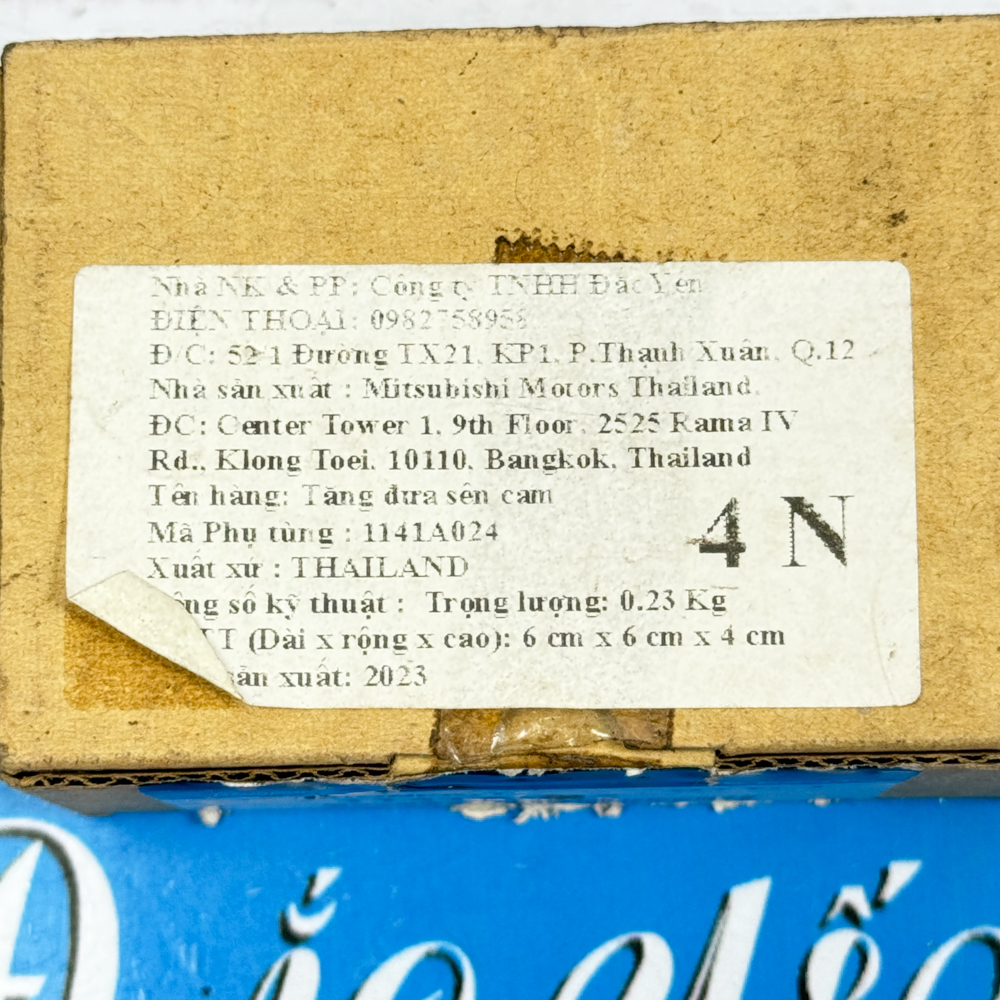 Nhà NK & PP: Công ty TNHH Đắc Yến
ĐIỆN THOẠI: 0982758958
Đ/C: 52/1 Đường TX21, KP1, P.Thạnh Xuân, Q.12
Nhà sản xuất : Mitsubishi Motors Thailand.
ĐC: Center Tower 1, 9th Floor, 2525 Rama IV
Rd., Klong Toei, 10110, Bangkok, Thailand
Tên hàng: Tăng đưa sên cam
Mã Phụ tùng : 1141A024
4 N
Xuất xứ : THAILAND
ông số kỹ thuật : Trọng lượng: 0.23 Kg
TT (Dài x rộng x cao): 6 cm x 6 cm x 4 cm
sản xuất: 2023